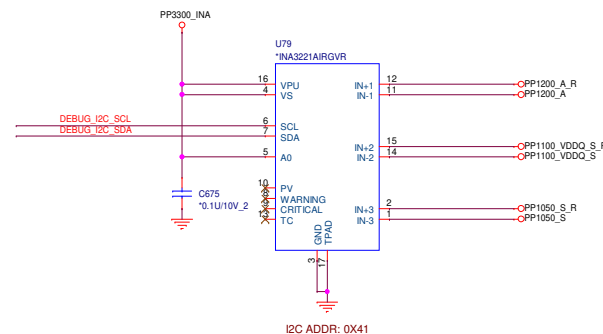 PP3300_INA
U79
*INA3221AIRGVR
16 VPU IN+1 12 PP1200_A_R
4 VS IN-1 11 PP1200_A
DEBUG_I2C_SCL 6 SCL
DEBUG_I2C_SDA 7 SDA
IN+2 15 PP1100_VDDQ_S_R
5 A0 IN-2 14 PP1100_VDDQ_S
10 PV
C675 WARNING
*0.1U/10V_2 CRITICAL IN+3 2 PP1050_S_R
13 TC IN-3 1 PP1050_S
GND TPAD
3 17
I2C ADDR: 0X41